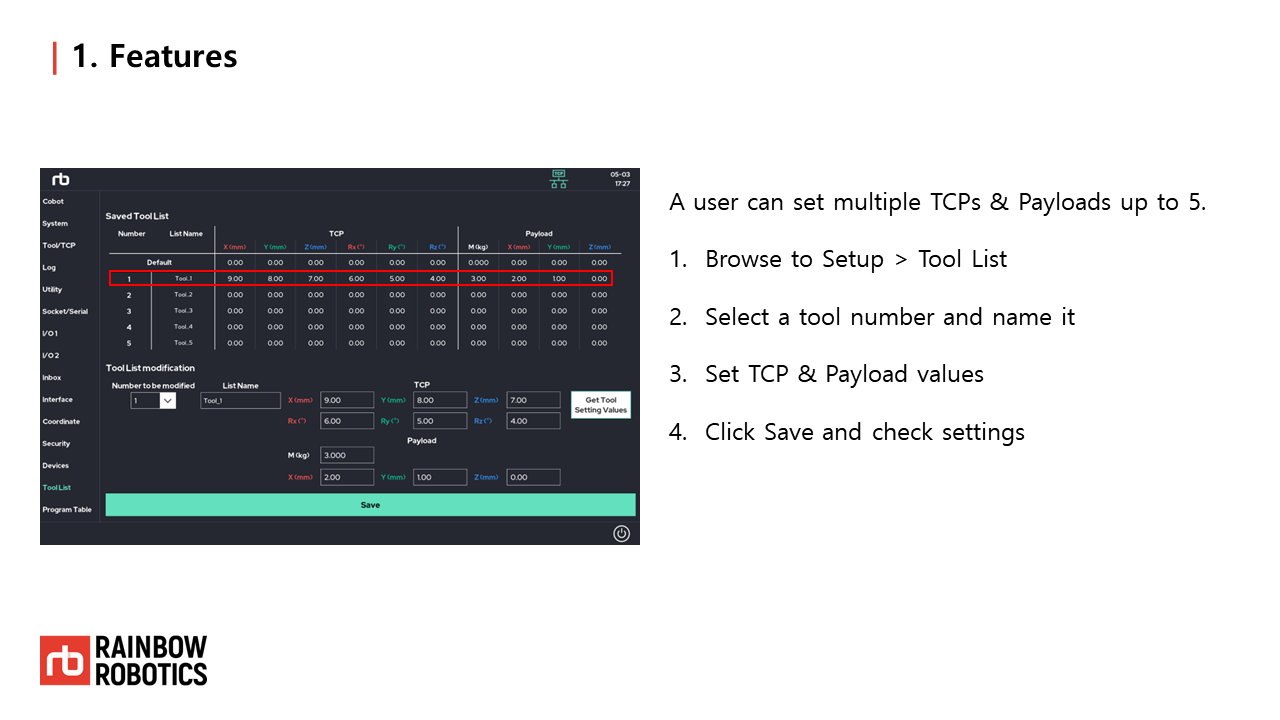 1. Features
rb
TCP
05-03
17:27
Cobot
System
Tool/TCP
Log
Utility
Socket/Serial
I/O 1
I/O 2
Inbox
Interface
Coordinate
Security
Devices
Tool List
Program Table
Saved Tool List
Number List Name TCP Payload
X (mm) Y (mm) Z (mm) Rx (°) Ry (°) Rz (°) M (kg) X (mm) Y (mm) Z (mm)
Default 0.00 0.00 0.00 0.00 0.00 0.00 0.000 0.00 0.00 0.00
1 Tool_1 9.00 8.00 7.00 6.00 5.00 4.00 3.00 2.00 1.00 0.00
2 Tool_2 0.00 0.00 0.00 0.00 0.00 0.00 0.00 0.00 0.00 0.00
3 Tool_3 0.00 0.00 0.00 0.00 0.00 0.00 0.00 0.00 0.00 0.00
4 Tool_4 0.00 0.00 0.00 0.00 0.00 0.00 0.00 0.00 0.00 0.00
5 Tool_5 0.00 0.00 0.00 0.00 0.00 0.00 0.00 0.00 0.00 0.00
Tool List modification
Number to be modified List Name TCP
1 Tool_1 X (mm) 9.00 Y (mm) 8.00 Z (mm) 7.00
Rx (°) 6.00 Ry (°) 5.00 Rz (°) 4.00
Get Tool
Setting Values
Payload
M (kg) 3.000
X (mm) 2.00 Y (mm) 1.00 Z (mm) 0.00
Save
A user can set multiple TCPs & Payloads up to 5.
1. Browse to Setup > Tool List
2. Select a tool number and name it
3. Set TCP & Payload values
4. Click Save and check settings
rb RAINBOW
ROBOTICS